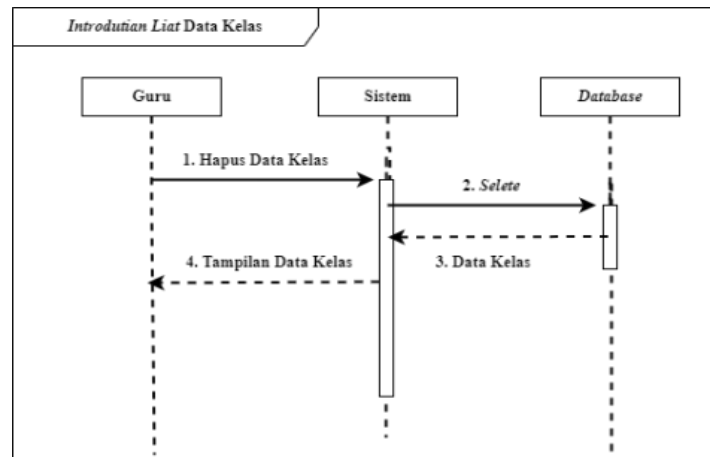 Introdutian Liat Data Kelas
Guru
Sistem
Database
1. Hapus Data Kelas
2. Selete
3. Data Kelas
4. Tampilan Data Kelas